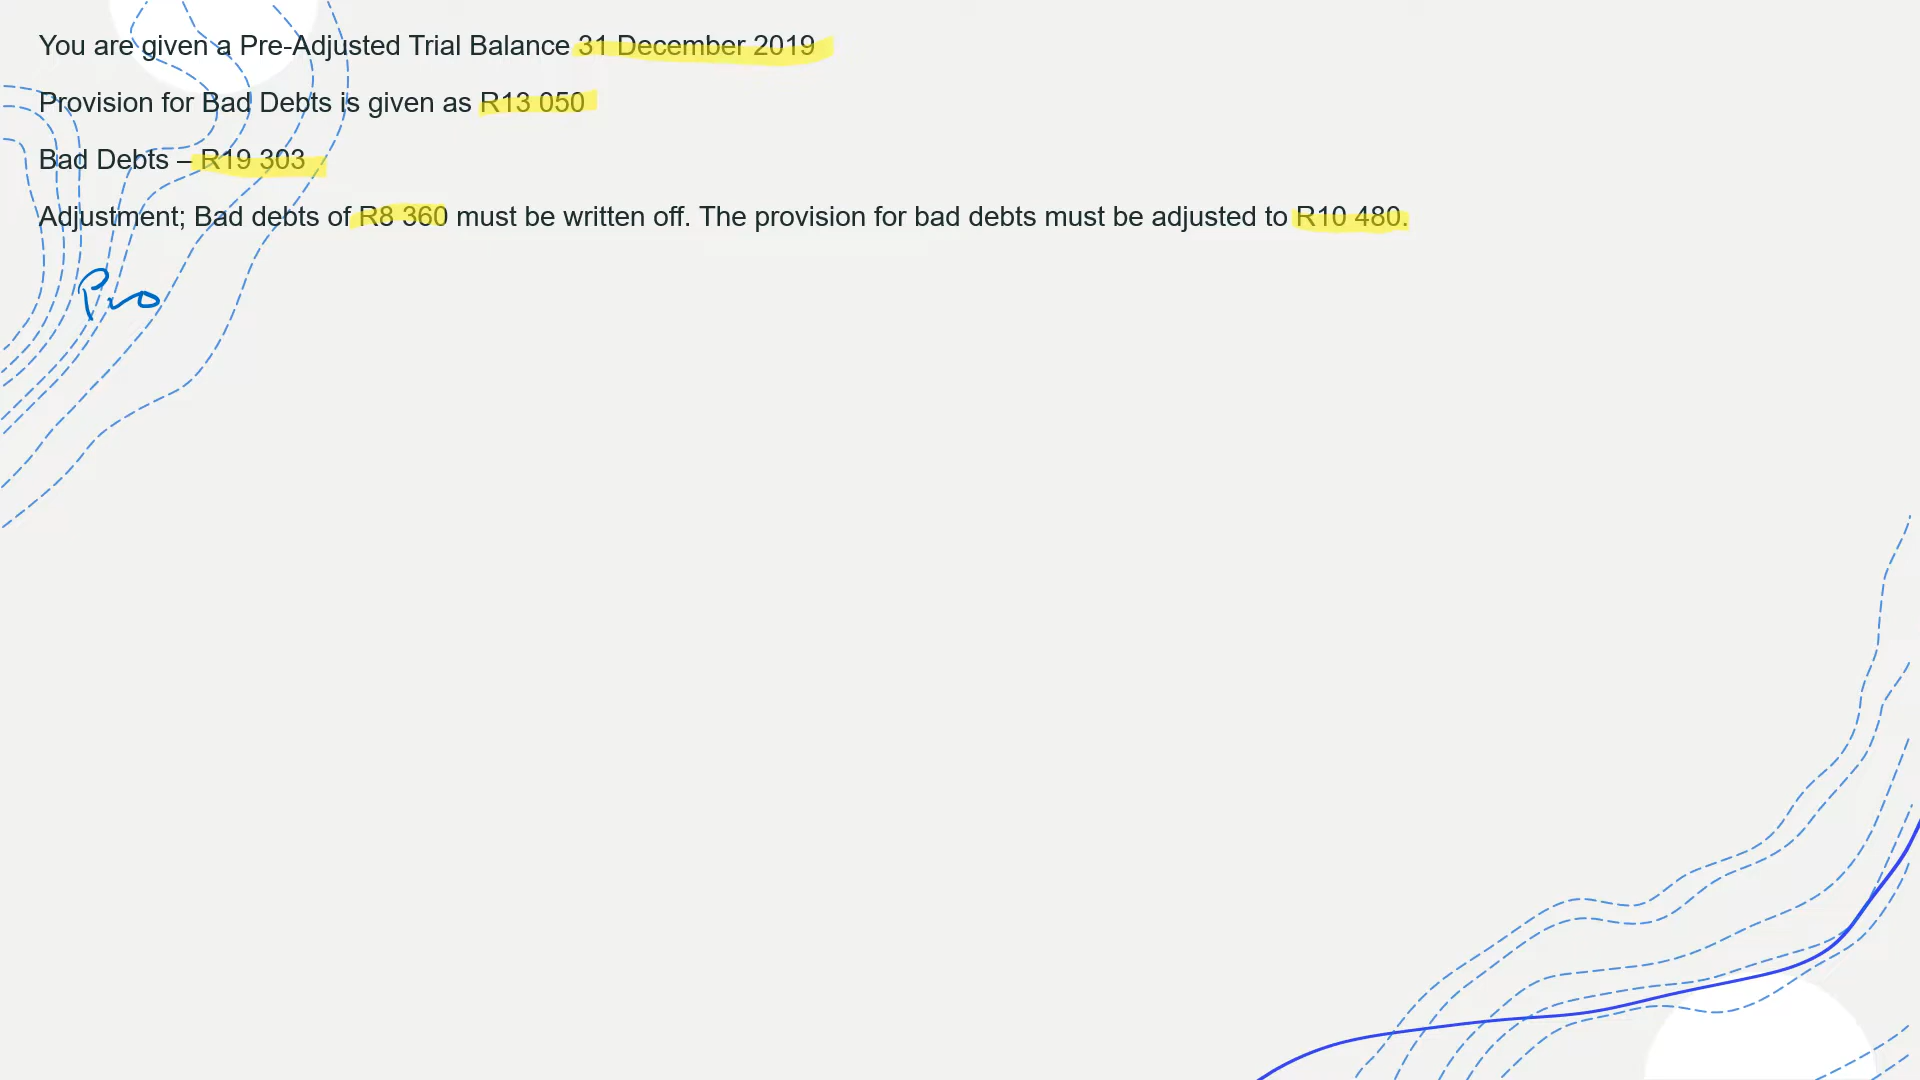 You are given a Pre-Adjusted Trial Balance 31 December 2019
Provision for Bad Debts is given as R13 050
Bad Debts – R19 303
Adjustment; Bad debts of R8 360 must be written off. The provision for bad debts must be adjusted to R10 480.
Pro